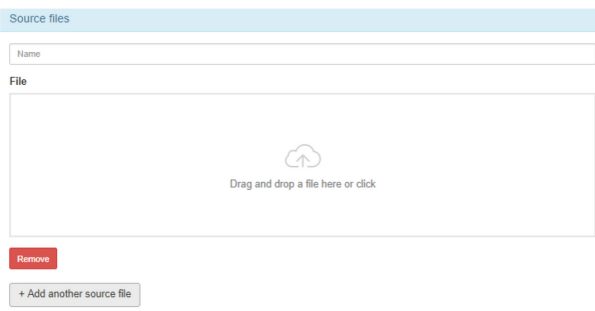 Source files
Name
File
Drag and drop a file here or click
Remove
+ Add another source file